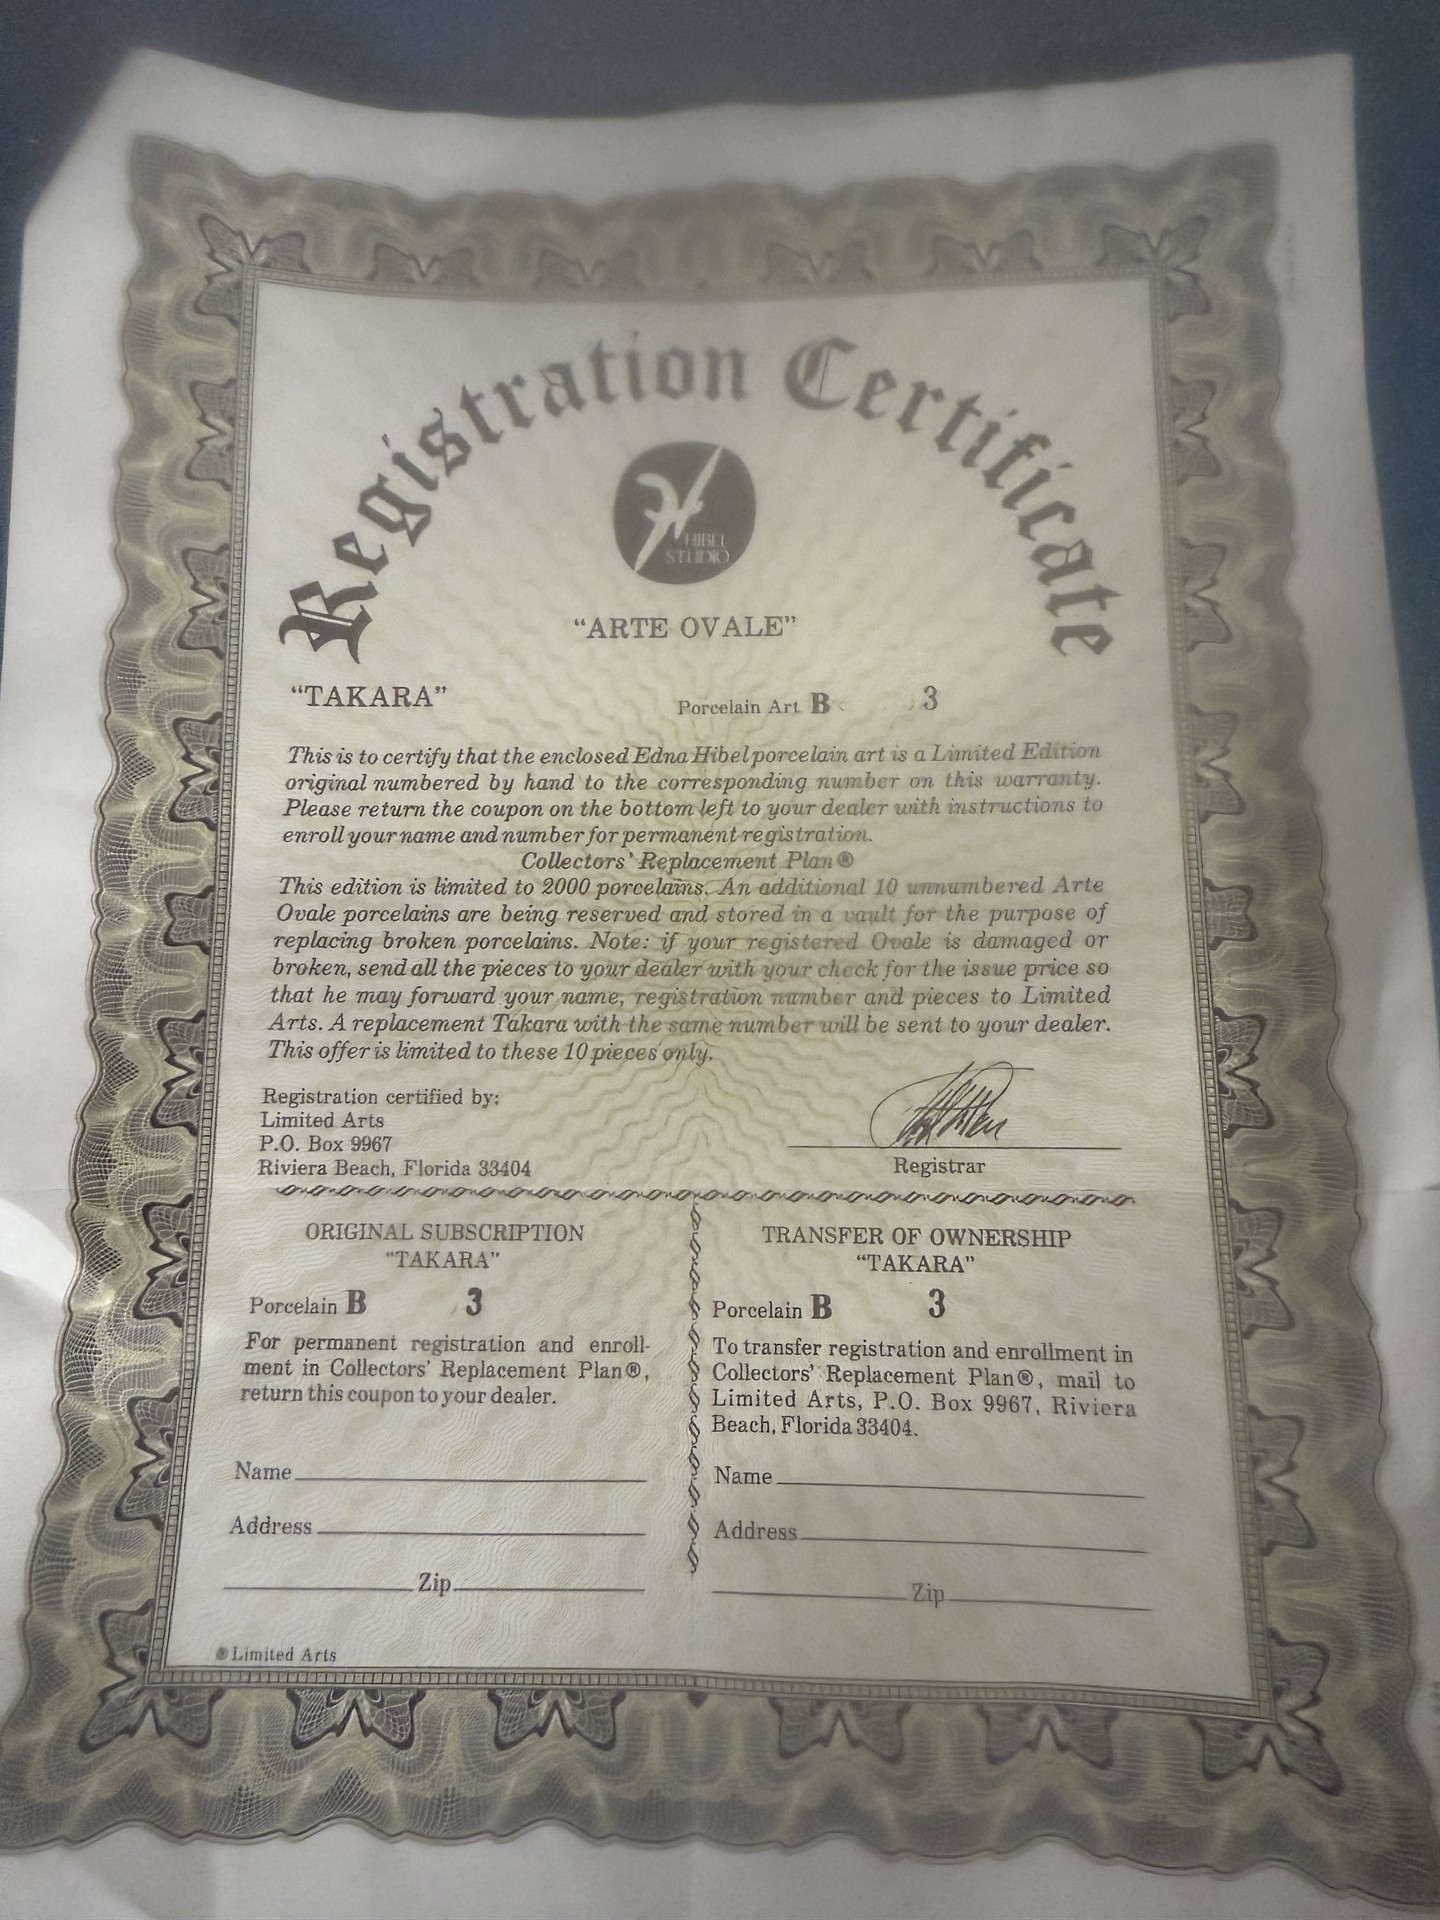 Registration Certificate
HIBEL
STUDIO
“ARTE OVALE”
“TAKARA”
Porcelain Art B 3
This is to certify that the enclosed Edna Hibel porcelain art is a Limited Edition
original numbered by hand to the corresponding number on this warranty.
Please return the coupon on the bottom left to your dealer with instructions to
enroll your name and number for permanent registration.
Collectors’ Replacement Plan®
This edition is limited to 2000 porcelains. An additional 10 unnumbered Arte
Ovale porcelains are being reserved and stored in a vault for the purpose of
replacing broken porcelains. Note: if your registered Ovale is damaged or
broken, send all the pieces to your dealer with your check for the issue price so
that he may forward your name, registration number and pieces to Limited
Arts. A replacement Takara with the same number will be sent to your dealer.
This offer is limited to these 10 pieces only.
Registration certified by:
Limited Arts
P.O. Box 9967
Riviera Beach, Florida 33404
Registrar
ORIGINAL SUBSCRIPTION
“TAKARA”
Porcelain B 3
For permanent registration and enroll-
ment in Collectors’ Replacement Plan®,
return this coupon to your dealer.
Name
Address
Zip
® Limited Arts
TRANSFER OF OWNERSHIP
“TAKARA”
Porcelain B 3
To transfer registration and enrollment in
Collectors’ Replacement Plan®, mail to
Limited Arts, P.O. Box 9967, Riviera
Beach, Florida 33404.
Name
Address
Zip